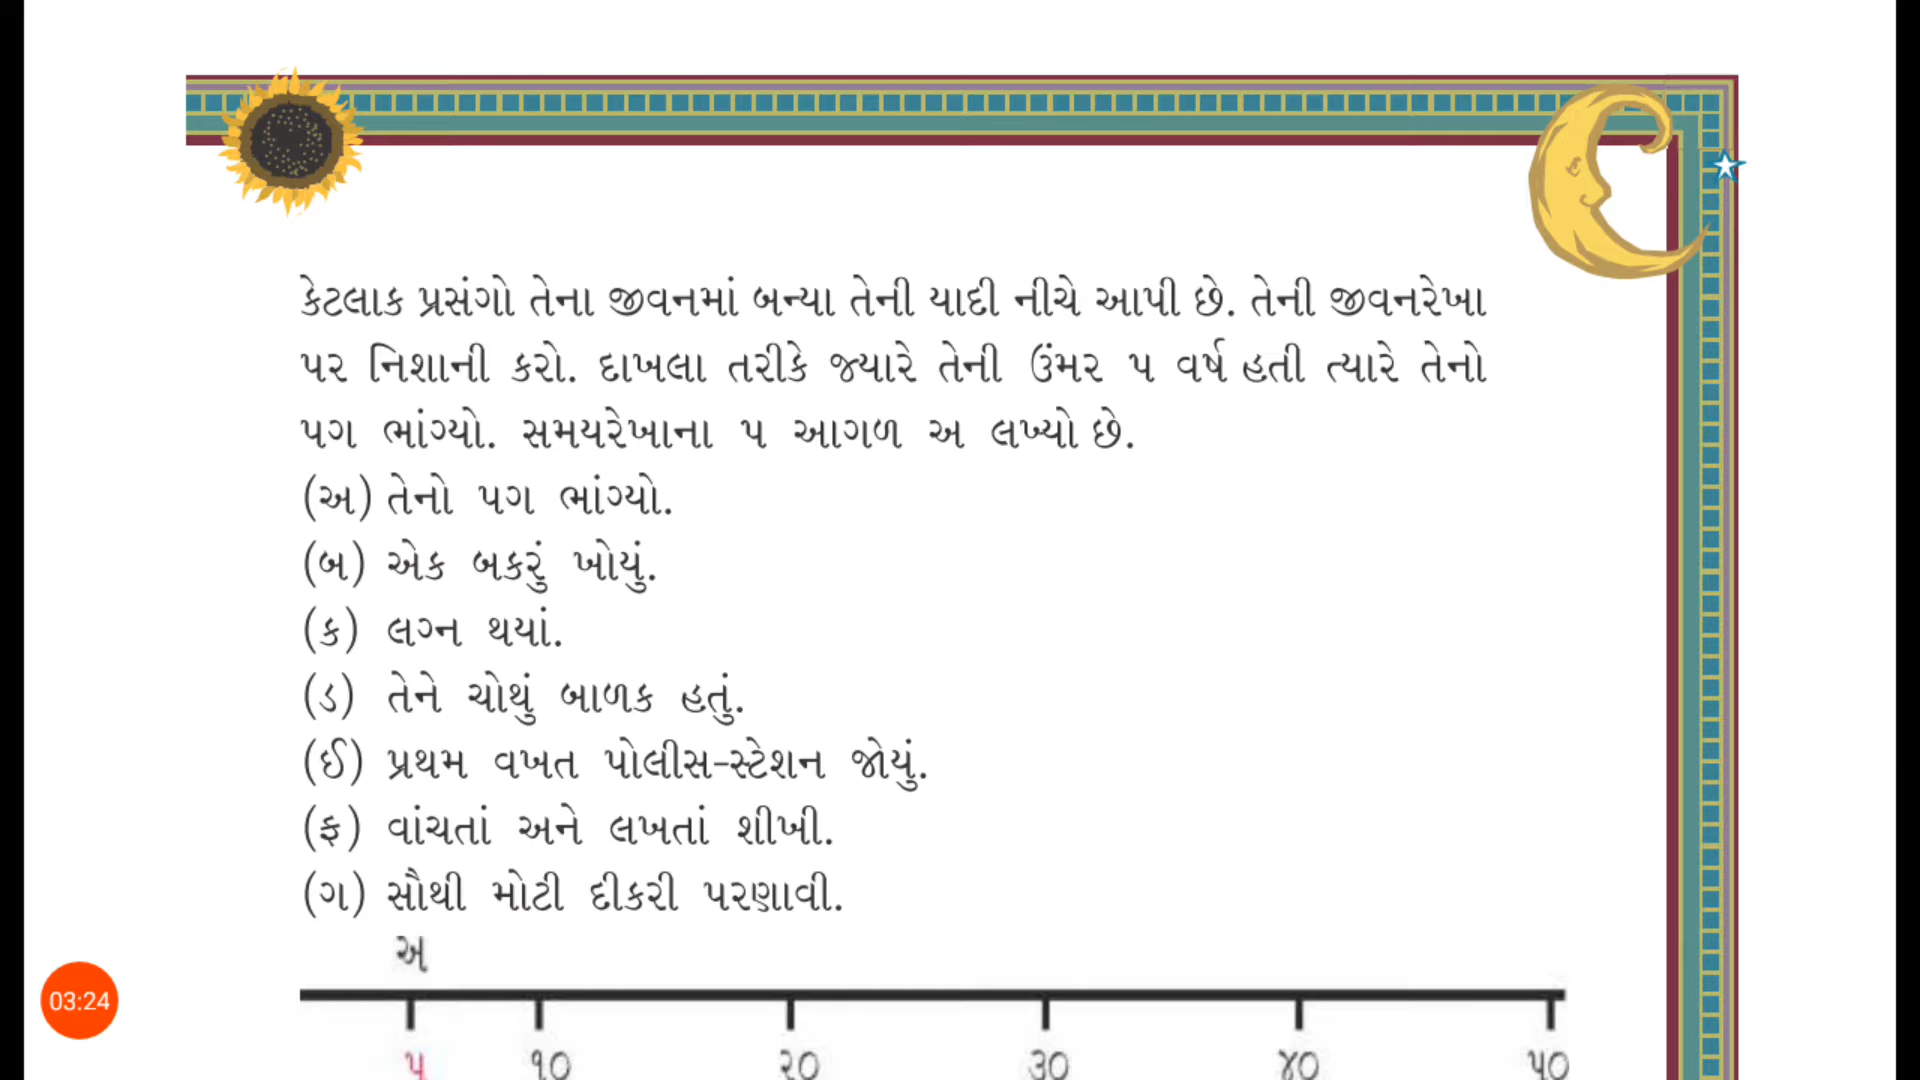 કેટલાક પ્રસંગો તેના જીવનમાં બન્યા તેની યાદી નીચે આપી છે. તેની જીવનરેખા
પર નિશાની કરો. દાખલા તરીકે જ્યારે તેની ઉંમર ૫ વર્ષ હતી ત્યારે તેનો
પગ ભાંગ્યો. સમયરેખાના ૫ આગળ અ લખ્યો છે.
(અ) તેનો પગ ભાંગ્યો.
(બ) એક બકરું ખોયું.
(ક) લગ્ન થયાં.
(ડ) તેને ચોથું બાળક હતું.
(ઈ) પ્રથમ વખત પોલીસ-સ્ટેશન જોયું.
(ફ) વાંચતાં અને લખતાં શીખી.
(ગ) સૌથી મોટી દીકરી પરણાવી.
અ
૫ ૧૦ ૨૦ ૩૦ ૪૦ ૫૦
03:24